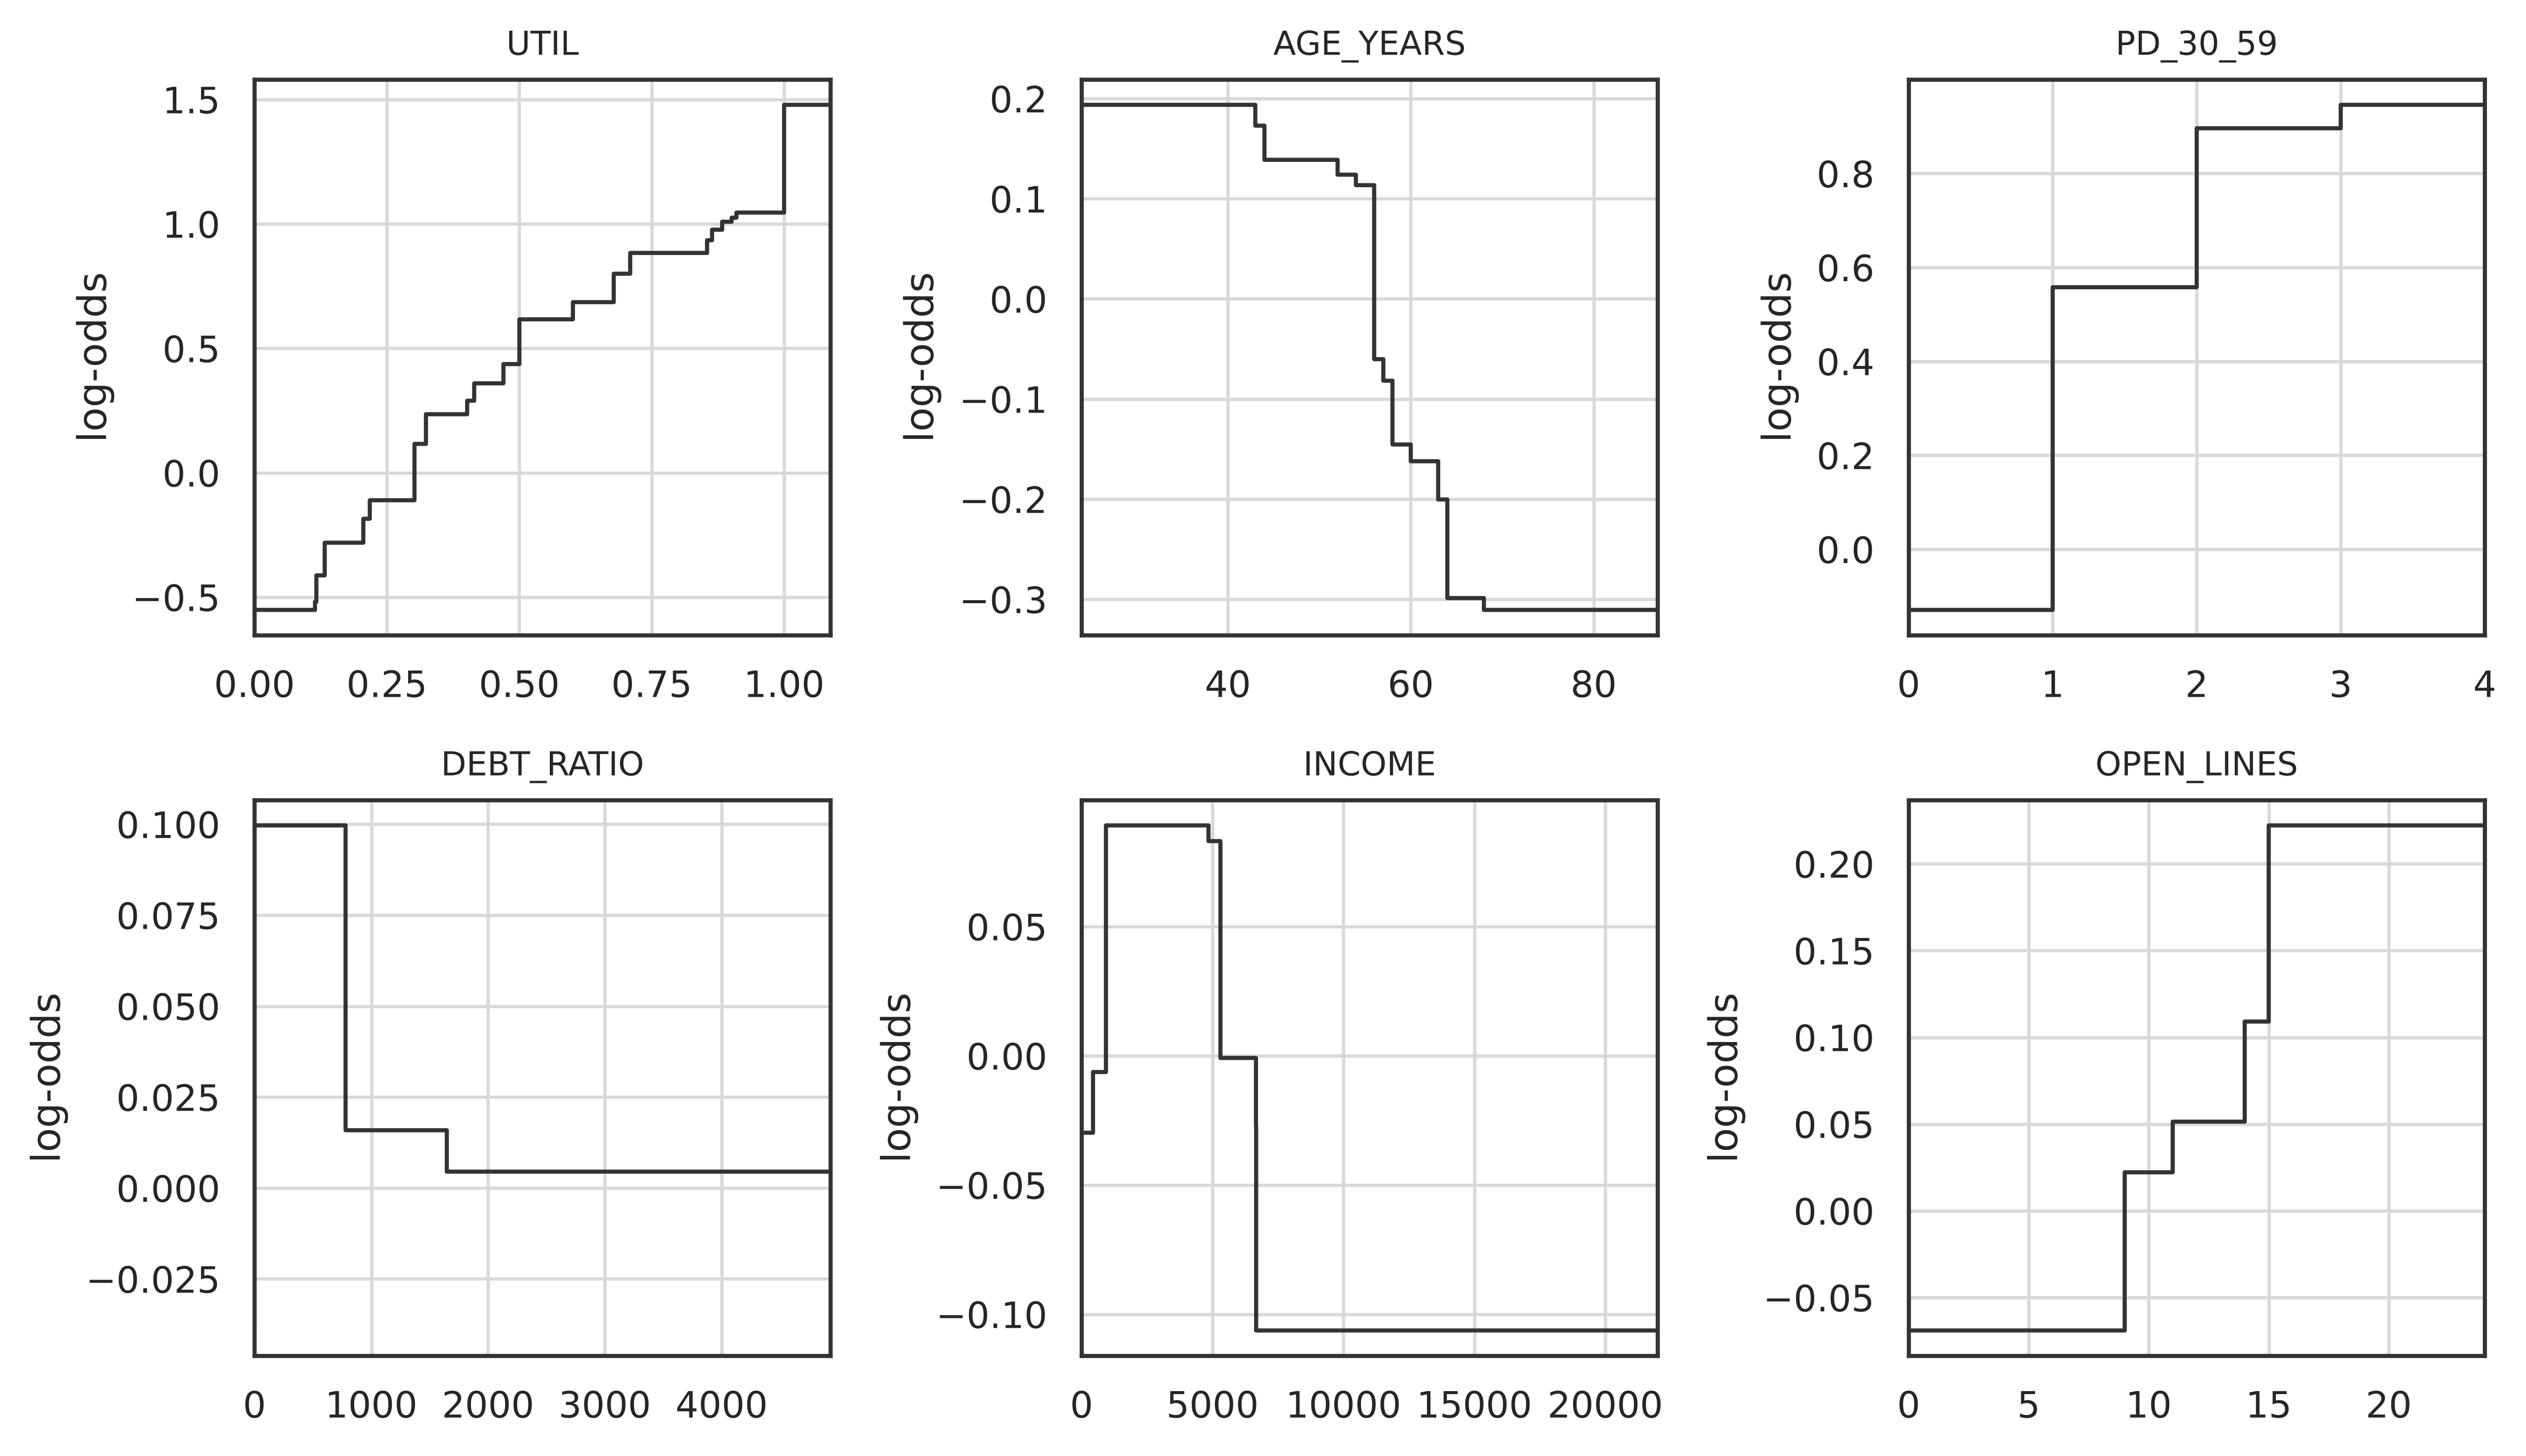 UTIL
log-odds
1.5
1.0
0.5
0.0
−0.5
0.00 0.25 0.50 0.75 1.00
AGE_YEARS
log-odds
0.2
0.1
0.0
−0.1
−0.2
−0.3
40 60 80
PD_30_59
log-odds
0.8
0.6
0.4
0.2
0.0
0 1 2 3 4
DEBT_RATIO
log-odds
0.100
0.075
0.050
0.025
0.000
−0.025
0 1000 2000 3000 4000
INCOME
log-odds
0.05
0.00
−0.05
−0.10
0 5000 10000 15000 20000
OPEN_LINES
log-odds
0.20
0.15
0.10
0.05
0.00
−0.05
0 5 10 15 20